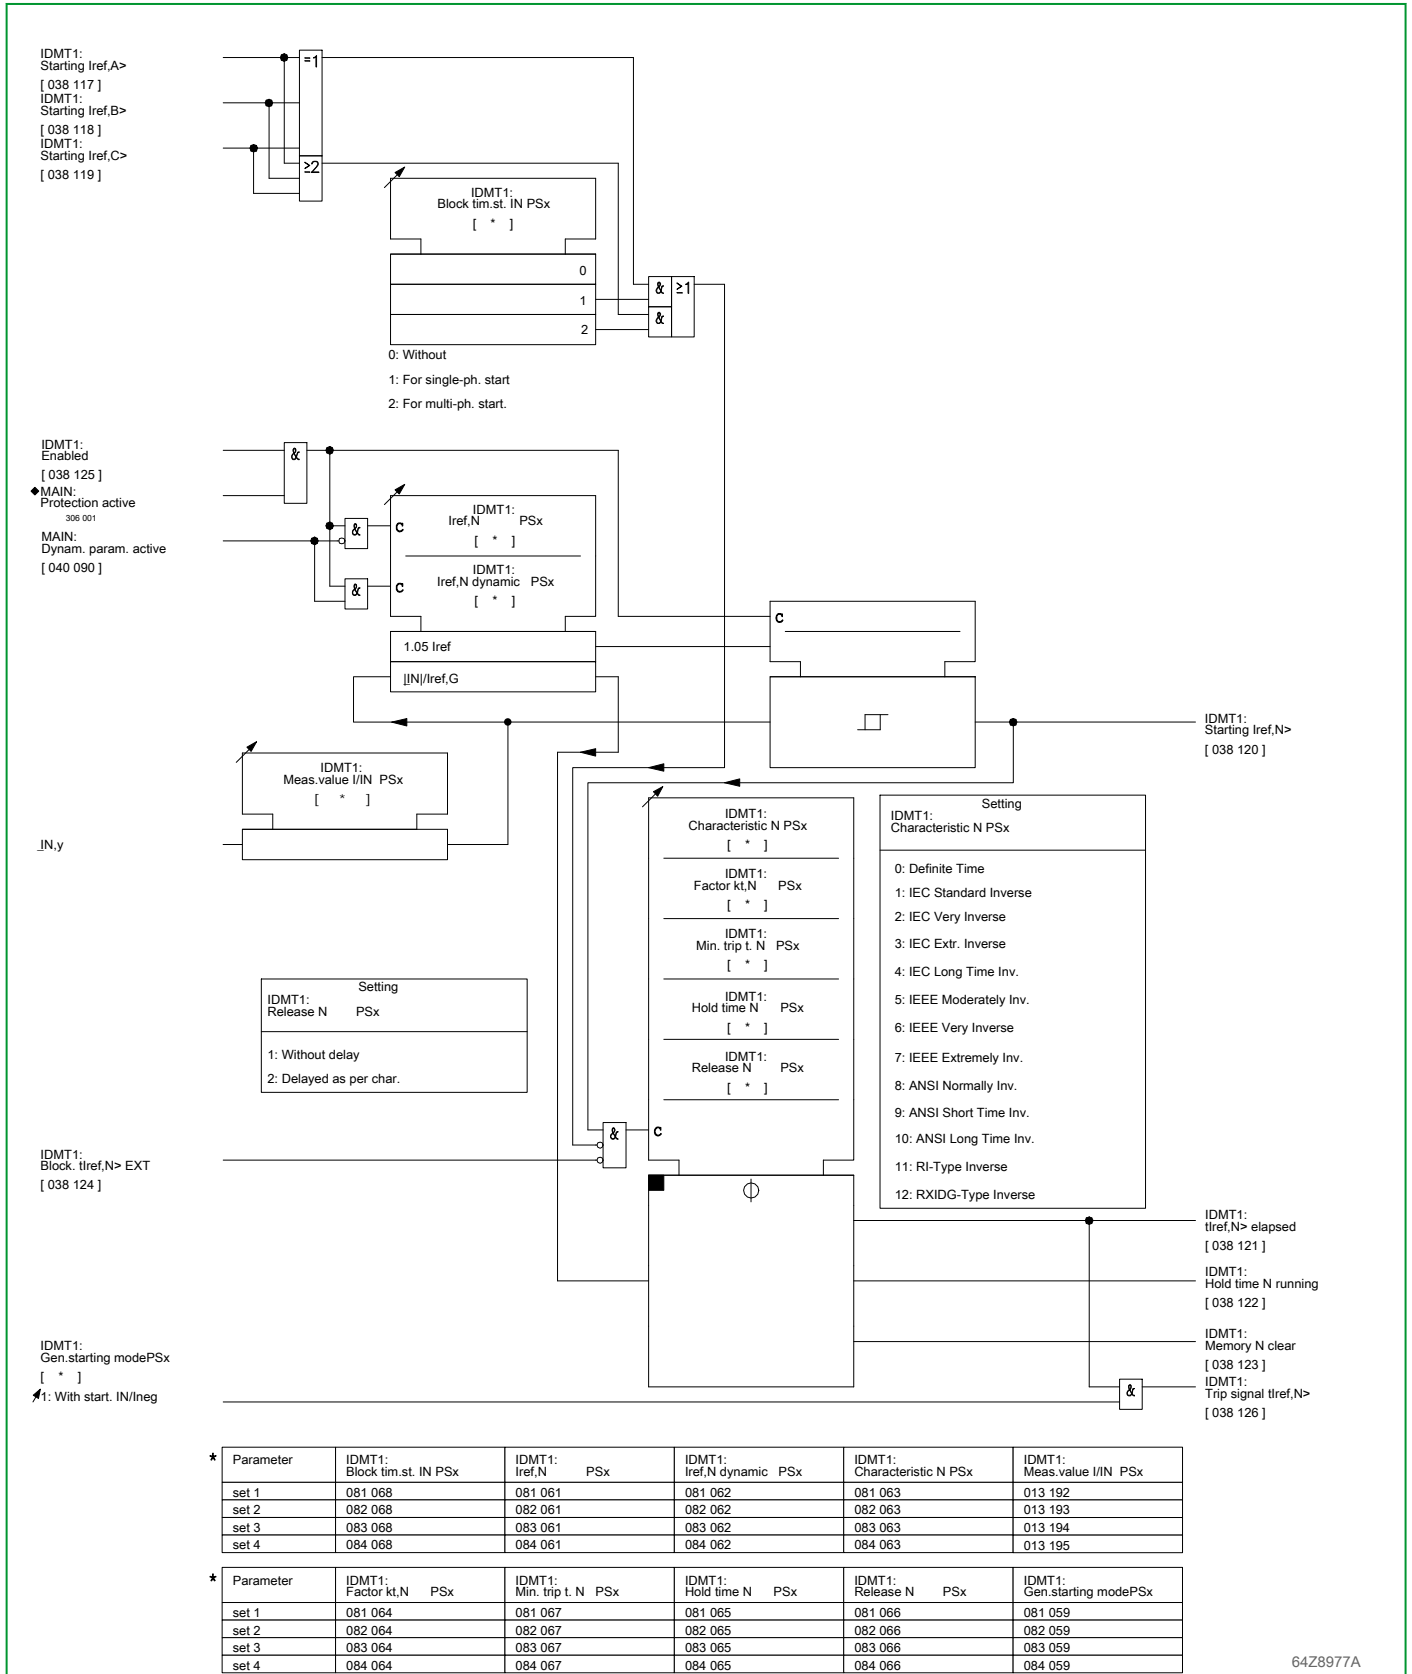 IDMT1:
Starting Iref,A>
[ 038 117 ]
IDMT1:
Starting Iref,B>
[ 038 118 ]
IDMT1:
Starting Iref,C>
[ 038 119 ]
=1
≥2
IDMT1:
Block tim.st. IN PSx
[ * ]
0
1
2
& ≥1
&
0: Without
1: For single-ph. start
2: For multi-ph. start.
IDMT1:
Enabled
[ 038 125 ]
MAIN:
Protection active
306 001
MAIN:
Dynam. param. active
[ 040 090 ]
&
&
&
C
IDMT1:
Iref,N PSx
[ * ]
C
IDMT1:
Iref,N dynamic PSx
[ * ]
1.05 Iref
|IN|/Iref,G
C
IDMT1:
Starting Iref,N>
[ 038 120 ]
IDMT1:
Meas.value I/IN PSx
[ * ]
IN,y
IDMT1:
Characteristic N PSx
[ * ]
IDMT1:
Factor kt,N PSx
[ * ]
IDMT1:
Min. trip t. N PSx
[ * ]
IDMT1:
Hold time N PSx
[ * ]
IDMT1:
Release N PSx
[ * ]
C
Setting
IDMT1:
Characteristic N PSx
0: Definite Time
1: IEC Standard Inverse
2: IEC Very Inverse
3: IEC Extr. Inverse
4: IEC Long Time Inv.
5: IEEE Moderately Inv.
6: IEEE Very Inverse
7: IEEE Extremely Inv.
8: ANSI Normally Inv.
9: ANSI Short Time Inv.
10: ANSI Long Time Inv.
11: RI-Type Inverse
12: RXIDG-Type Inverse
Setting
IDMT1:
Release N PSx
1: Without delay
2: Delayed as per char.
&
IDMT1:
Block. tIref,N> EXT
[ 038 124 ]
IDMT1:
tIref,N> elapsed
[ 038 121 ]
IDMT1:
Hold time N running
[ 038 122 ]
IDMT1:
Memory N clear
[ 038 123 ]
IDMT1:
Trip signal tIref,N>
[ 038 126 ]
&
IDMT1:
Gen.starting modePSx
[ * ]
1: With start. IN/Ineg
* Parameter IDMT1: Block tim.st. IN PSx IDMT1: Iref,N PSx IDMT1: Iref,N dynamic PSx IDMT1: Characteristic N PSx IDMT1: Meas.value I/IN PSx
set 1 081 068 081 061 081 062 081 063 013 192
set 2 082 068 082 061 082 062 082 063 013 193
set 3 083 068 083 061 083 062 083 063 013 194
set 4 084 068 084 061 084 062 084 063 013 195
* Parameter IDMT1: Factor kt,N PSx IDMT1: Min. trip t. N PSx IDMT1: Hold time N PSx IDMT1: Release N PSx IDMT1: Gen.starting modePSx
set 1 081 064 081 067 081 065 081 066 081 059
set 2 082 064 082 067 082 065 082 066 082 059
set 3 083 064 083 067 083 065 083 066 083 059
set 4 084 064 084 067 084 065 084 066 084 059
64Z8977A